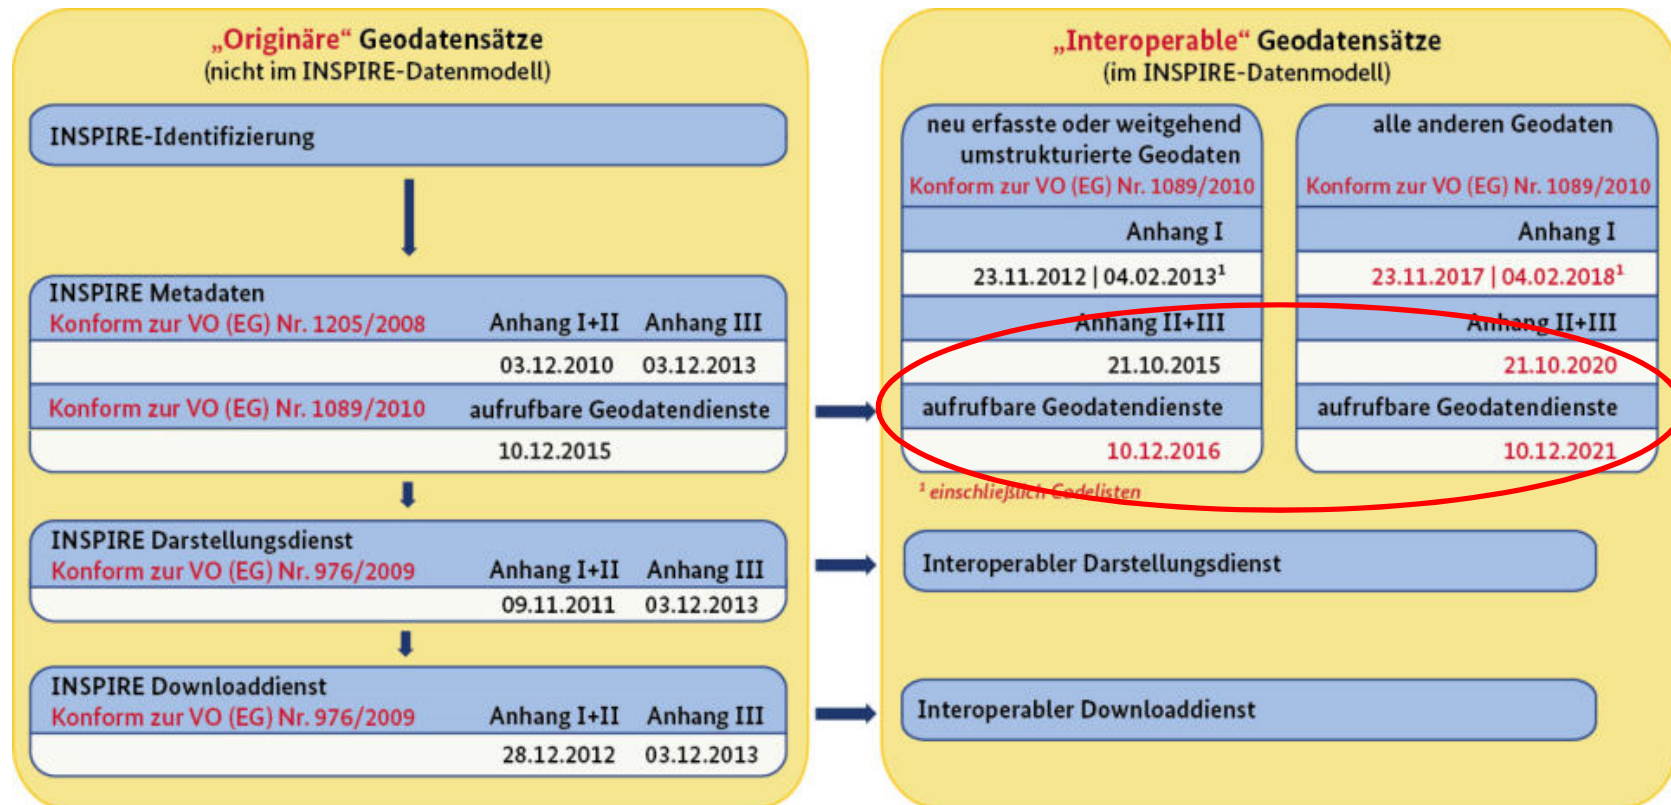 „Originäre“ Geodatensätze
(nicht im INSPIRE-Datenmodell)
INSPIRE-Identifizierung
INSPIRE Metadaten
Konform zur VO (EG) Nr. 1205/2008 Anhang I+II Anhang III
03.12.2010 03.12.2013
Konform zur VO (EG) Nr. 1089/2010 aufrufbare Geodatendienste
10.12.2015
INSPIRE Darstellungsdienst
Konform zur VO (EG) Nr. 976/2009 Anhang I+II Anhang III
09.11.2011 03.12.2013
INSPIRE Downloaddienst
Konform zur VO (EG) Nr. 976/2009 Anhang I+II Anhang III
28.12.2012 03.12.2013
„Interoperable“ Geodatensätze
(im INSPIRE-Datenmodell)
neu erfasste oder weitgehend
umstrukturierte Geodaten
Konform zur VO (EG) Nr. 1089/2010
Anhang I
23.11.2012 | 04.02.2013¹
Anhang II+III
21.10.2015
aufrufbare Geodatendienste
10.12.2016
alle anderen Geodaten
Konform zur VO (EG) Nr. 1089/2010
Anhang I
23.11.2017 | 04.02.2018¹
Anhang II+III
21.10.2020
aufrufbare Geodatendienste
10.12.2021
¹ einschließlich Codelisten
Interoperabler Darstellungsdienst
Interoperabler Downloaddienst